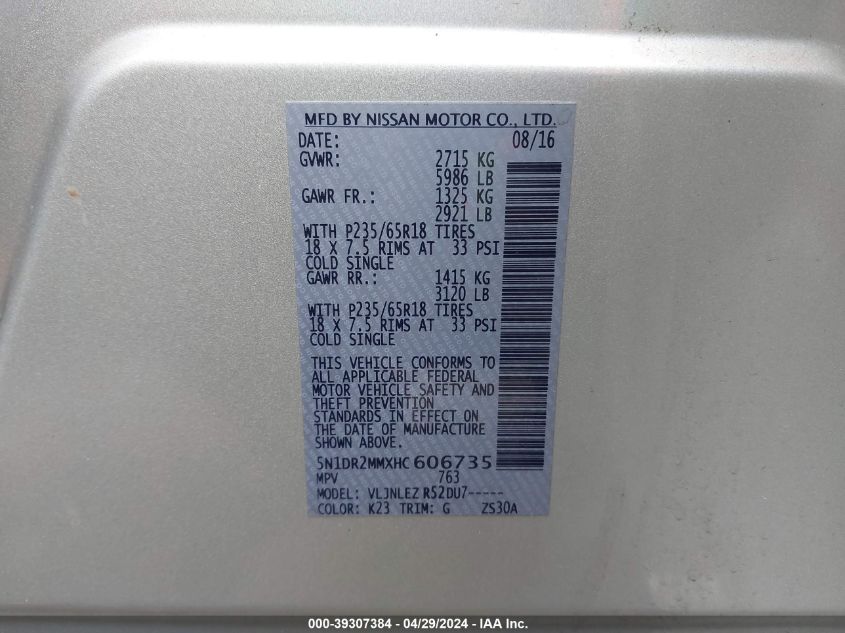 MFD BY NISSAN MOTOR CO., LTD.
DATE: 08/16
GVWR: 2715 KG
5986 LB
GAWR FR.: 1325 KG
2921 LB
WITH P235/65R18 TIRES
18 X 7.5 RIMS AT 33 PSI
COLD SINGLE
GAWR RR.: 1415 KG
3120 LB
WITH P235/65R18 TIRES
18 X 7.5 RIMS AT 33 PSI
COLD SINGLE
THIS VEHICLE CONFORMS TO
ALL APPLICABLE FEDERAL
MOTOR VEHICLE SAFETY AND
THEFT PREVENTION
STANDARDS IN EFFECT ON
THE DATE OF MANUFACTURE
SHOWN ABOVE.
5N1DR2MMXHC606735
MPV 763
MODEL: VLJNLEZ R52DU7-----
COLOR: K23 TRIM: G ZS30A
000-39307384 - 04/29/2024 - IAA Inc.